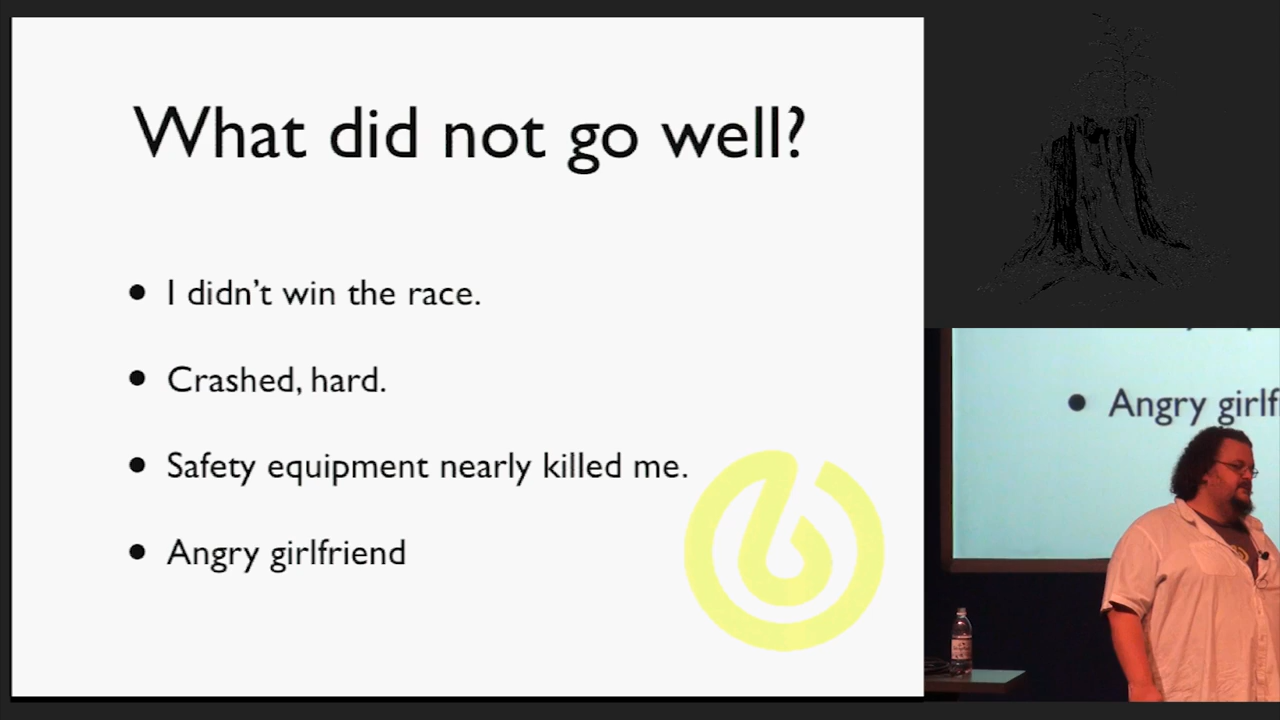 What did not go well?
• I didn’t win the race.
• Crashed, hard.
• Safety equipment nearly killed me.
• Angry girlfriend
• Angry girlf